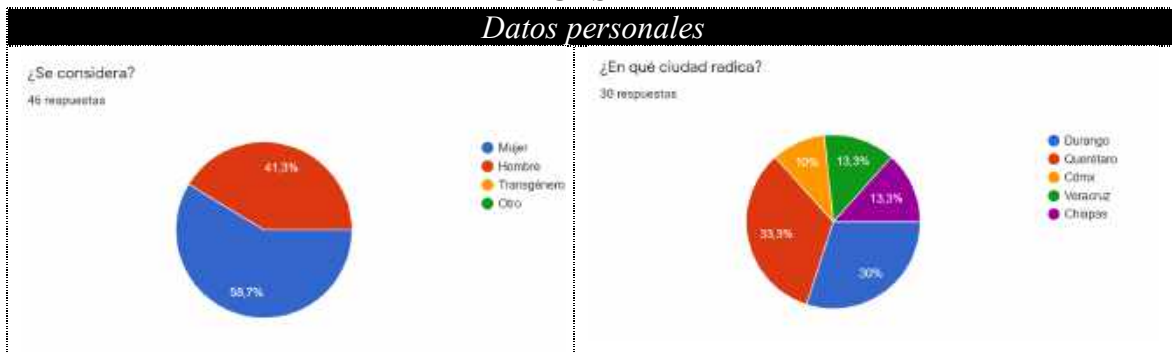 Datos personales
¿Se considera?
46 respuestas
41,3%
58,7%
Mujer
Hombre
Transgénero
Otro
¿En qué ciudad radica?
30 respuestas
10%
13,3%
13,3%
33,3%
30%
Durango
Querétaro
Cdmx
Veracruz
Chiapas